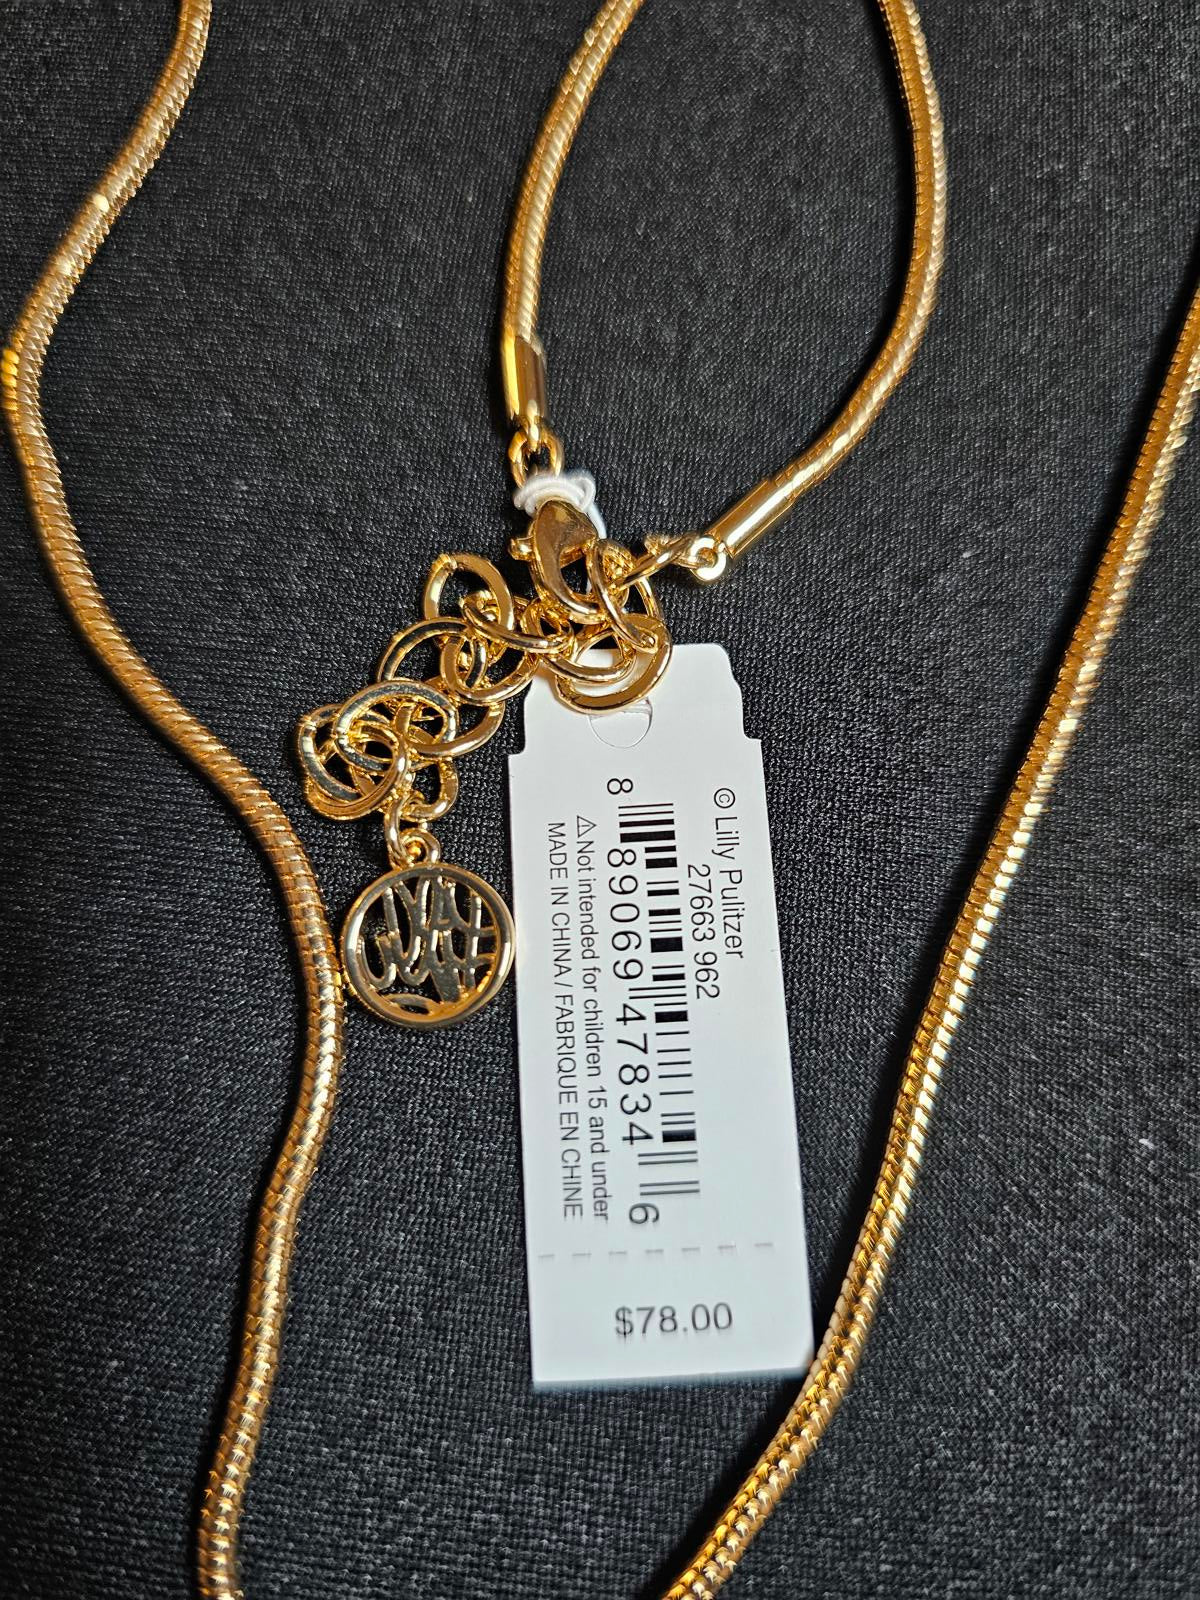 © Lilly Pulitzer
27663 962
8 89069 47834 6
⚠Not intended for children 15 and under
MADE IN CHINA / FABRIQUE EN CHINE
$78.00